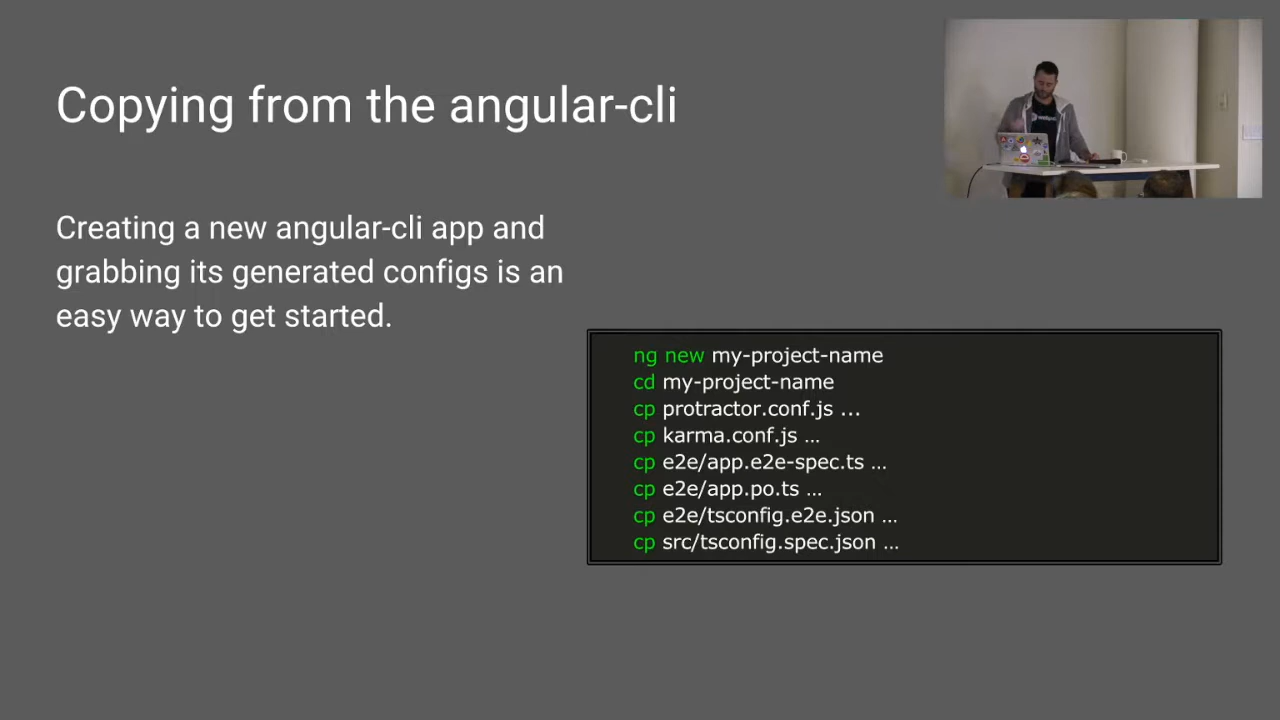 Copying from the angular-cli
Creating a new angular-cli app and
grabbing its generated configs is an
easy way to get started.
ng new my-project-name
cd my-project-name
cp protractor.conf.js ...
cp karma.conf.js ...
cp e2e/app.e2e-spec.ts ...
cp e2e/app.po.ts ...
cp e2e/tsconfig.e2e.json ...
cp src/tsconfig.spec.json ...